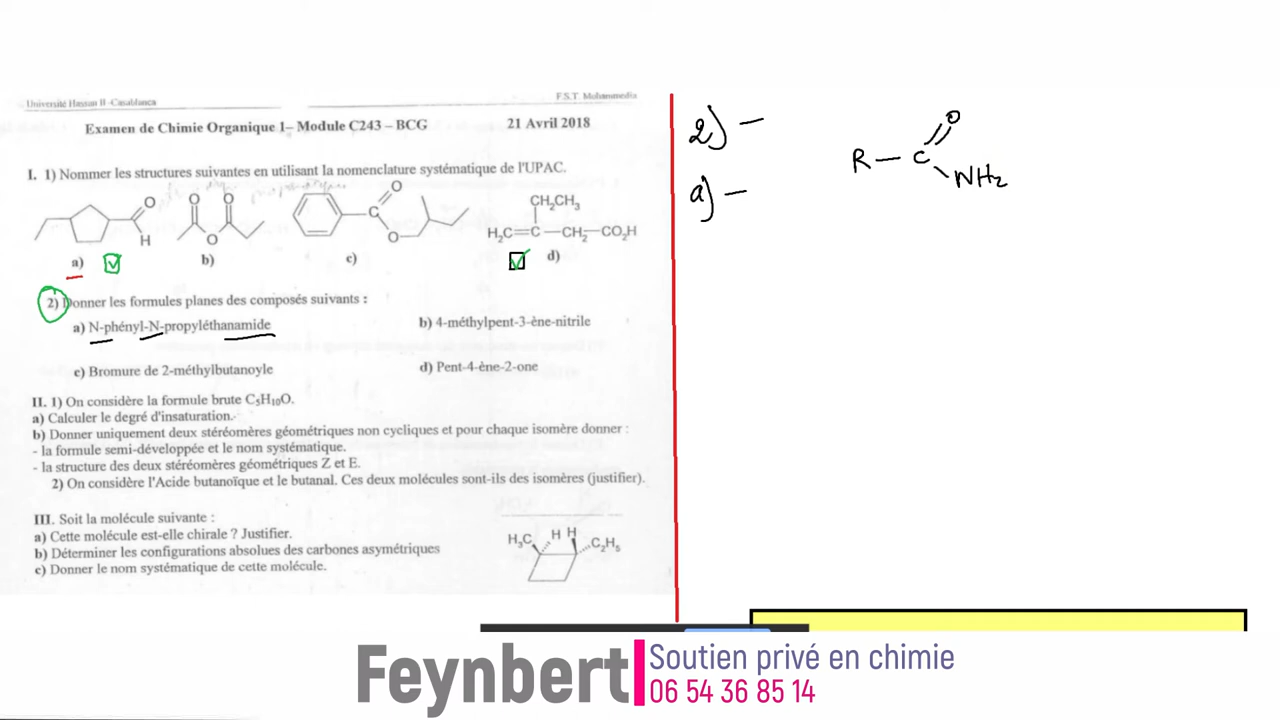 Université Hassan II -Casablanca
F.S.T. Mohammedia
Examen de Chimie Organique 1– Module C243 – BCG
21 Avril 2018
I. 1) Nommer les structures suivantes en utilisant la nomenclature systématique de l'UPAC.
O
H
a)
O O
O
b)
O
C
O
c)
CH₂CH₃
H₂C=C—CH₂—CO₂H
d)
2) Donner les formules planes des composés suivants :
a) N-phényl-N-propyléthanamide
b) 4-méthylpent-3-ène-nitrile
c) Bromure de 2-méthylbutanoyle
d) Pent-4-ène-2-one
II. 1) On considère la formule brute C₅H₁₀O.
a) Calculer le degré d'insaturation.
b) Donner uniquement deux stéréomères géométriques non cycliques et pour chaque isomère donner :
- la formule semi-développée et le nom systématique.
- la structure des deux stéréomères géométriques Z et E.
2) On considère l'Acide butanoïque et le butanal. Ces deux molécules sont-ils des isomères (justifier).
III. Soit la molécule suivante :
a) Cette molécule est-elle chirale ? Justifier.
b) Déterminer les configurations absolues des carbones asymétriques
c) Donner le nom systématique de cette molécule.
H₃C H H C₂H₅
2) –
a) –
O
R – C
NH₂
Feynbert
Soutien privé en chimie
06 54 36 85 14